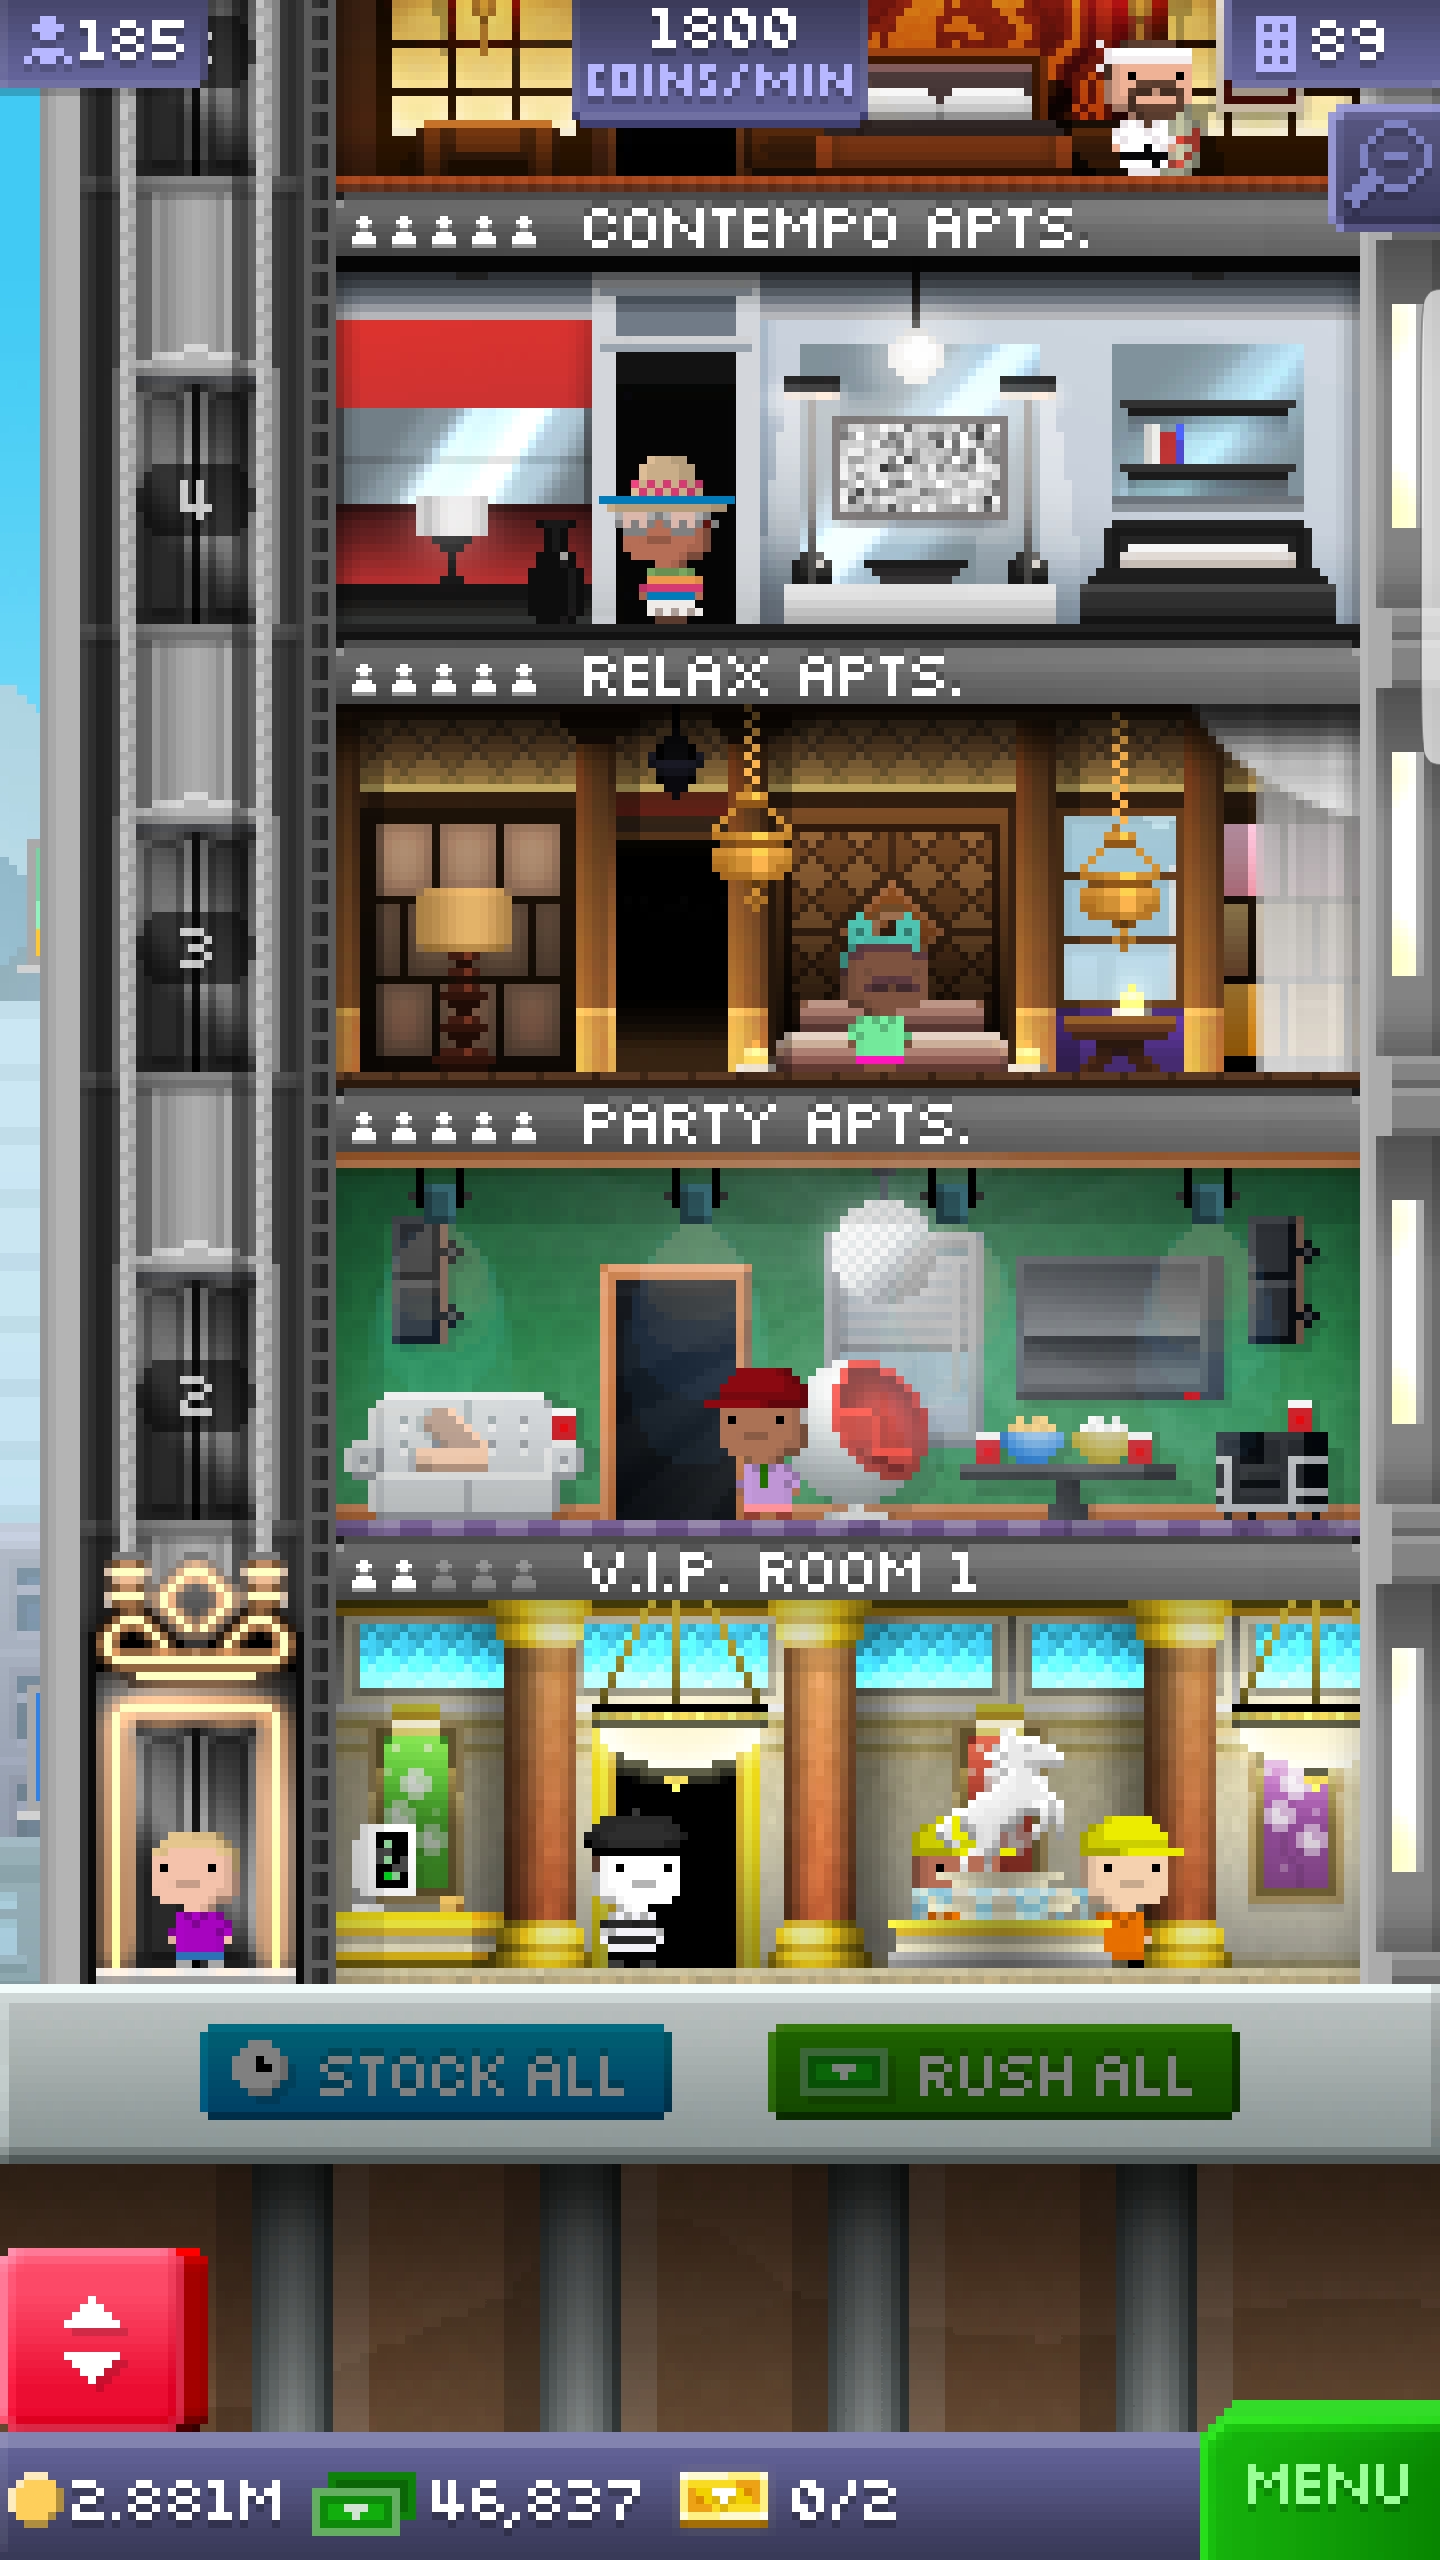 185
1800
COINS/MIN
89
CONTEMPO APTS.
4
RELAX APTS.
3
PARTY APTS.
2
V.I.P. ROOM 1
STOCK ALL
RUSH ALL
2.881M
46,837
0/2
MENU